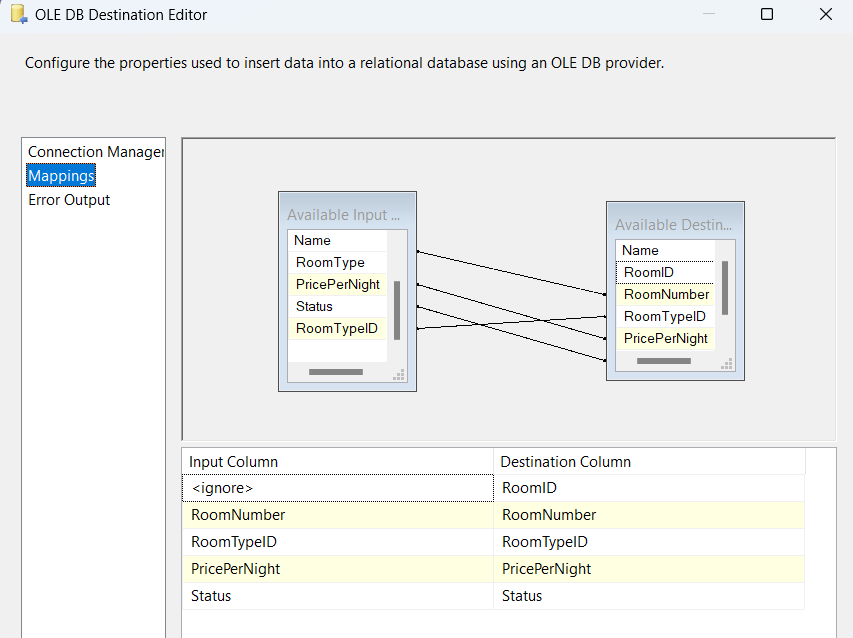 OLE DB Destination Editor
Configure the properties used to insert data into a relational database using an OLE DB provider.
Connection Manager
Mappings
Error Output
Available Input ...
Name
RoomType
PricePerNight
Status
RoomTypeID
Available Destin...
Name
RoomID
RoomNumber
RoomTypeID
PricePerNight
Input Column Destination Column
<ignore> RoomID
RoomNumber RoomNumber
RoomTypeID RoomTypeID
PricePerNight PricePerNight
Status Status